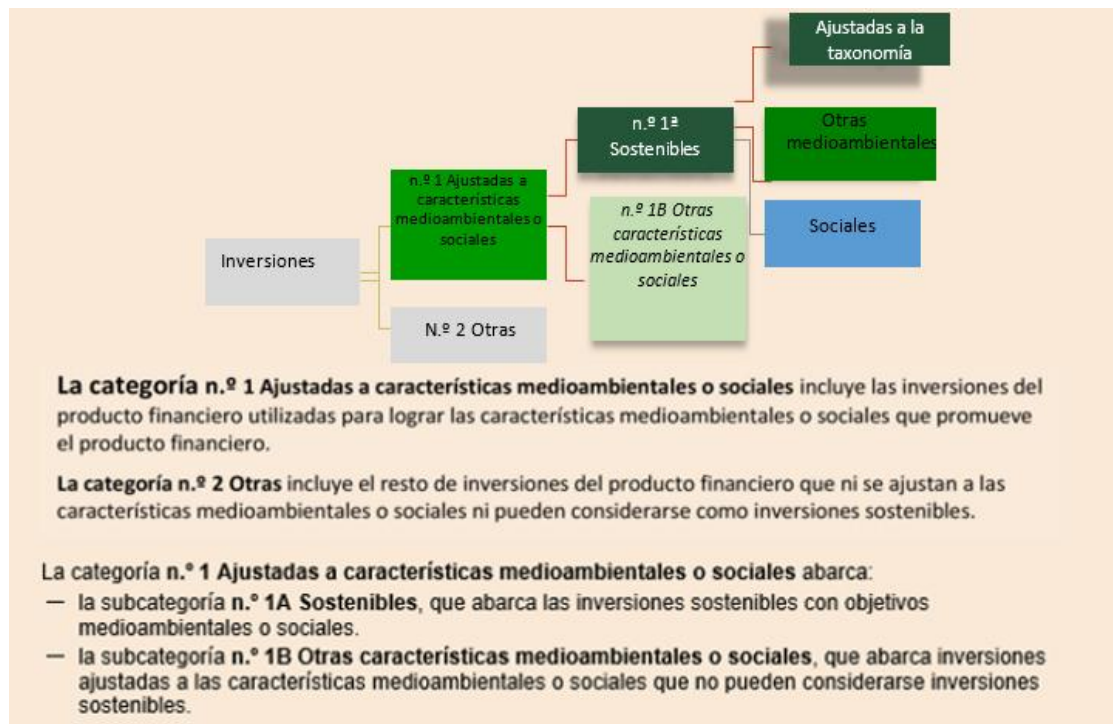 Ajustadas a la
taxonomía
n.º 1ª
Sostenibles
Otras
medioambientales
n.º 1 Ajustadas a
características
medioambientales o
sociales
n.º 1B Otras
características
medioambientales o
sociales
Sociales
Inversiones
N.º 2 Otras
La categoría n.º 1 Ajustadas a características medioambientales o sociales incluye las inversiones del
producto financiero utilizadas para lograr las características medioambientales o sociales que promueve
el producto financiero.
La categoría n.º 2 Otras incluye el resto de inversiones del producto financiero que ni se ajustan a las
características medioambientales o sociales ni pueden considerarse como inversiones sostenibles.
La categoría n.º 1 Ajustadas a características medioambientales o sociales abarca:
— la subcategoría n.º 1A Sostenibles, que abarca las inversiones sostenibles con objetivos
medioambientales o sociales.
— la subcategoría n.º 1B Otras características medioambientales o sociales, que abarca inversiones
ajustadas a las características medioambientales o sociales que no pueden considerarse inversiones
sostenibles.